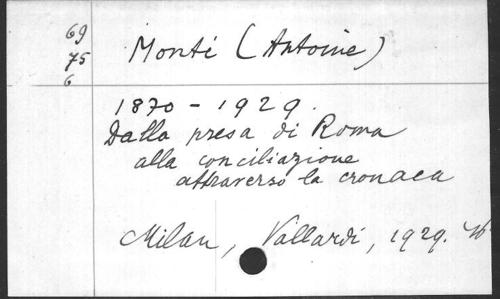 69
75
6
Monti (Antoine)
1870 - 1929.
Dalla presa di Roma
alla conciliazione
attraverso la cronaca
Milan, Vallardi, 1929.